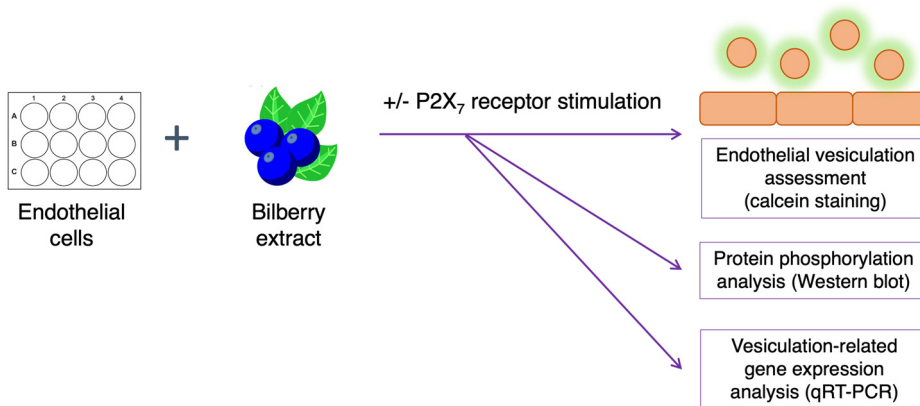 1 2 3 4
A
B
C
Endothelial
cells
+
Bilberry
extract
+/- P2X₇ receptor stimulation
Endothelial vesiculation
assessment
(calcein staining)
Protein phosphorylation
analysis (Western blot)
Vesiculation-related
gene expression
analysis (qRT-PCR)